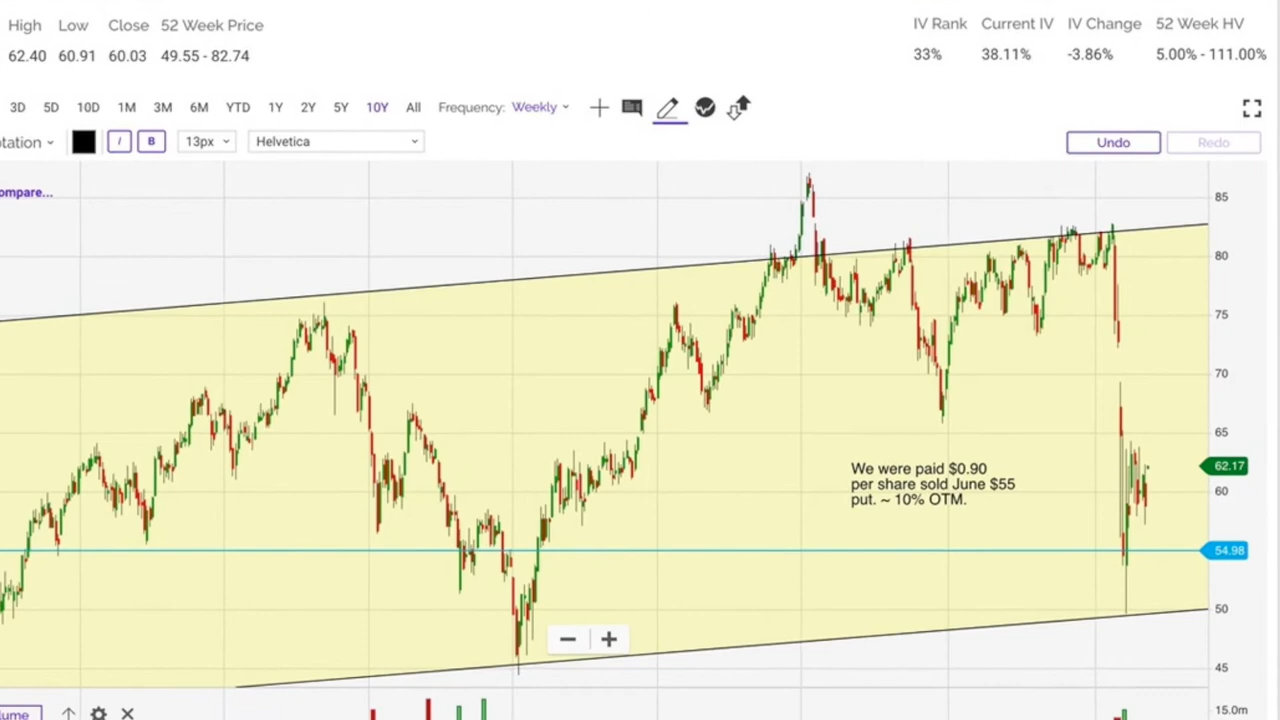 High Low Close 52 Week Price
62.40 60.91 60.03 49.55 - 82.74
IV Rank Current IV IV Change 52 Week HV
33% 38.11% -3.86% 5.00% - 111.00%
3D 5D 10D 1M 3M 6M YTD 1Y 2Y 5Y 10Y All Frequency: Weekly
otation I B 13px Helvetica Undo Redo
ompare...
85
80
75
70
65
62.17
60
54.98
50
45
15.0m
We were paid $0.90
per share sold June $55
put. ~ 10% OTM.
lume